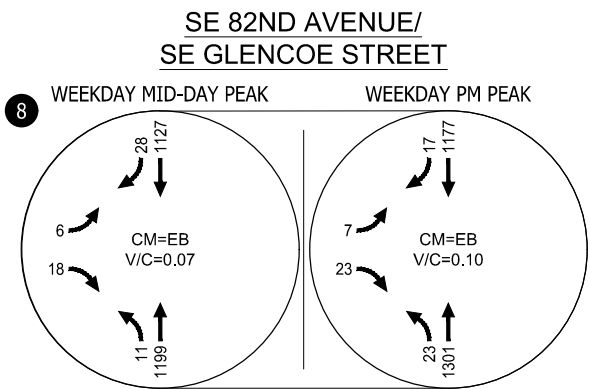 SE 82ND AVENUE/
SE GLENCOE STREET
WEEKDAY MID-DAY PEAK
WEEKDAY PM PEAK
8
28
1127
6
18
CM=EB
V/C=0.07
11
1199
17
1177
7
23
CM=EB
V/C=0.10
23
1301